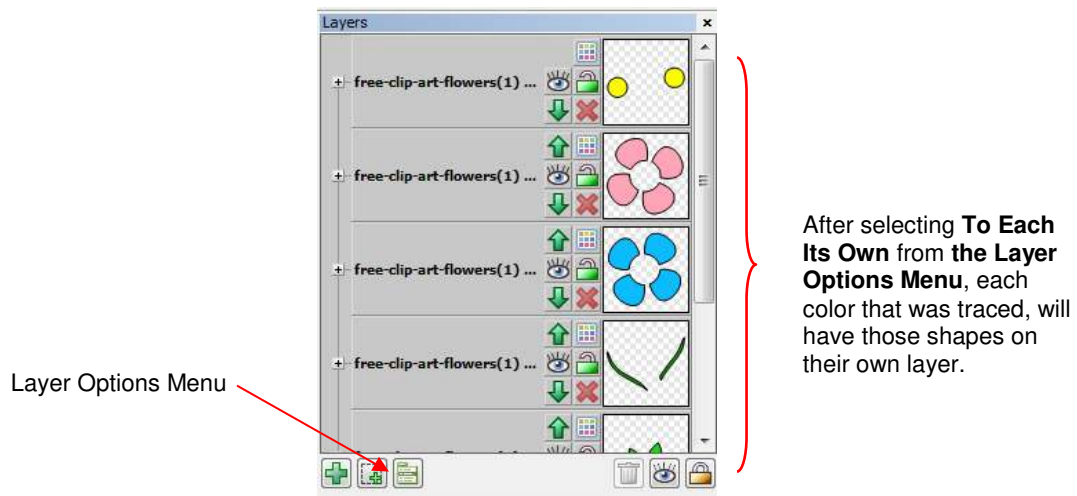 Layers
free-clip-art-flowers(1) ...
free-clip-art-flowers(1) ...
free-clip-art-flowers(1) ...
free-clip-art-flowers(1) ...
Layer Options Menu
After selecting To Each
Its Own from the Layer
Options Menu, each
color that was traced, will
have those shapes on
their own layer.